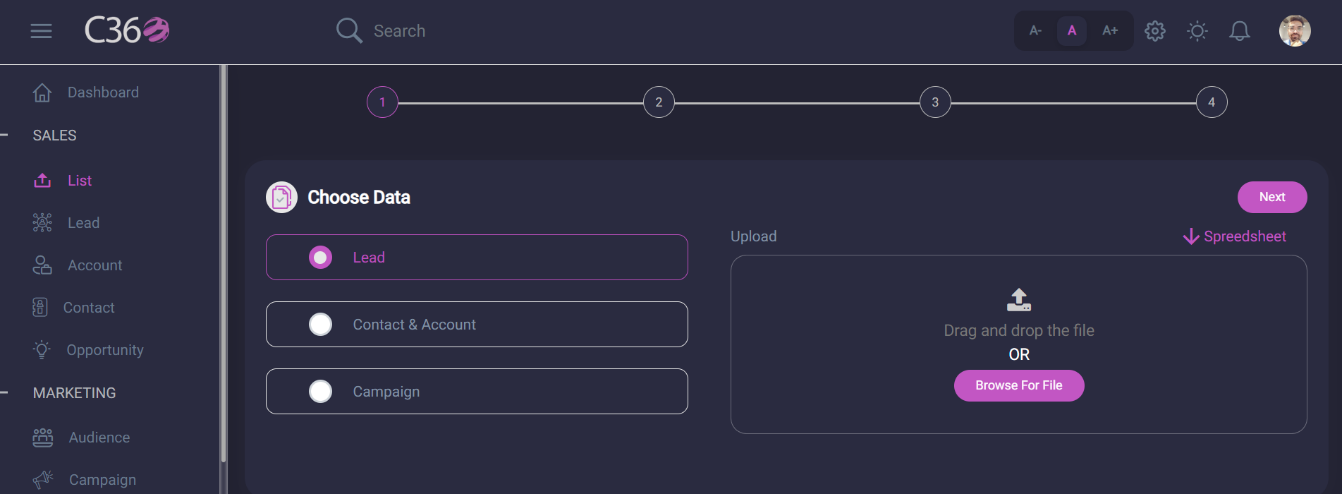 C36
Search
A-
A
A+
Dashboard
SALES
List
Lead
Account
Contact
Opportunity
MARKETING
Audience
Campaign
1
2
3
4
Choose Data
Next
Lead
Contact & Account
Campaign
Upload
Spreedsheet
Drag and drop the file
OR
Browse For File